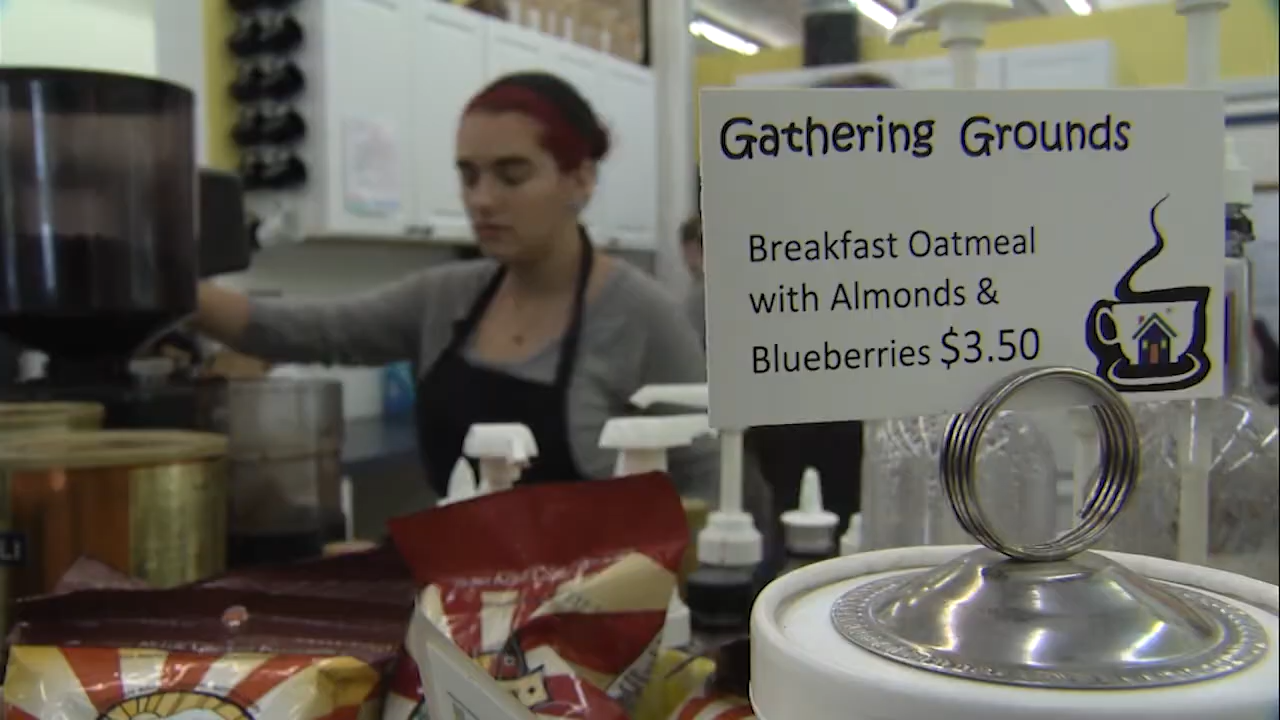 Gathering Grounds
Breakfast Oatmeal
with Almonds &
Blueberries $3.50